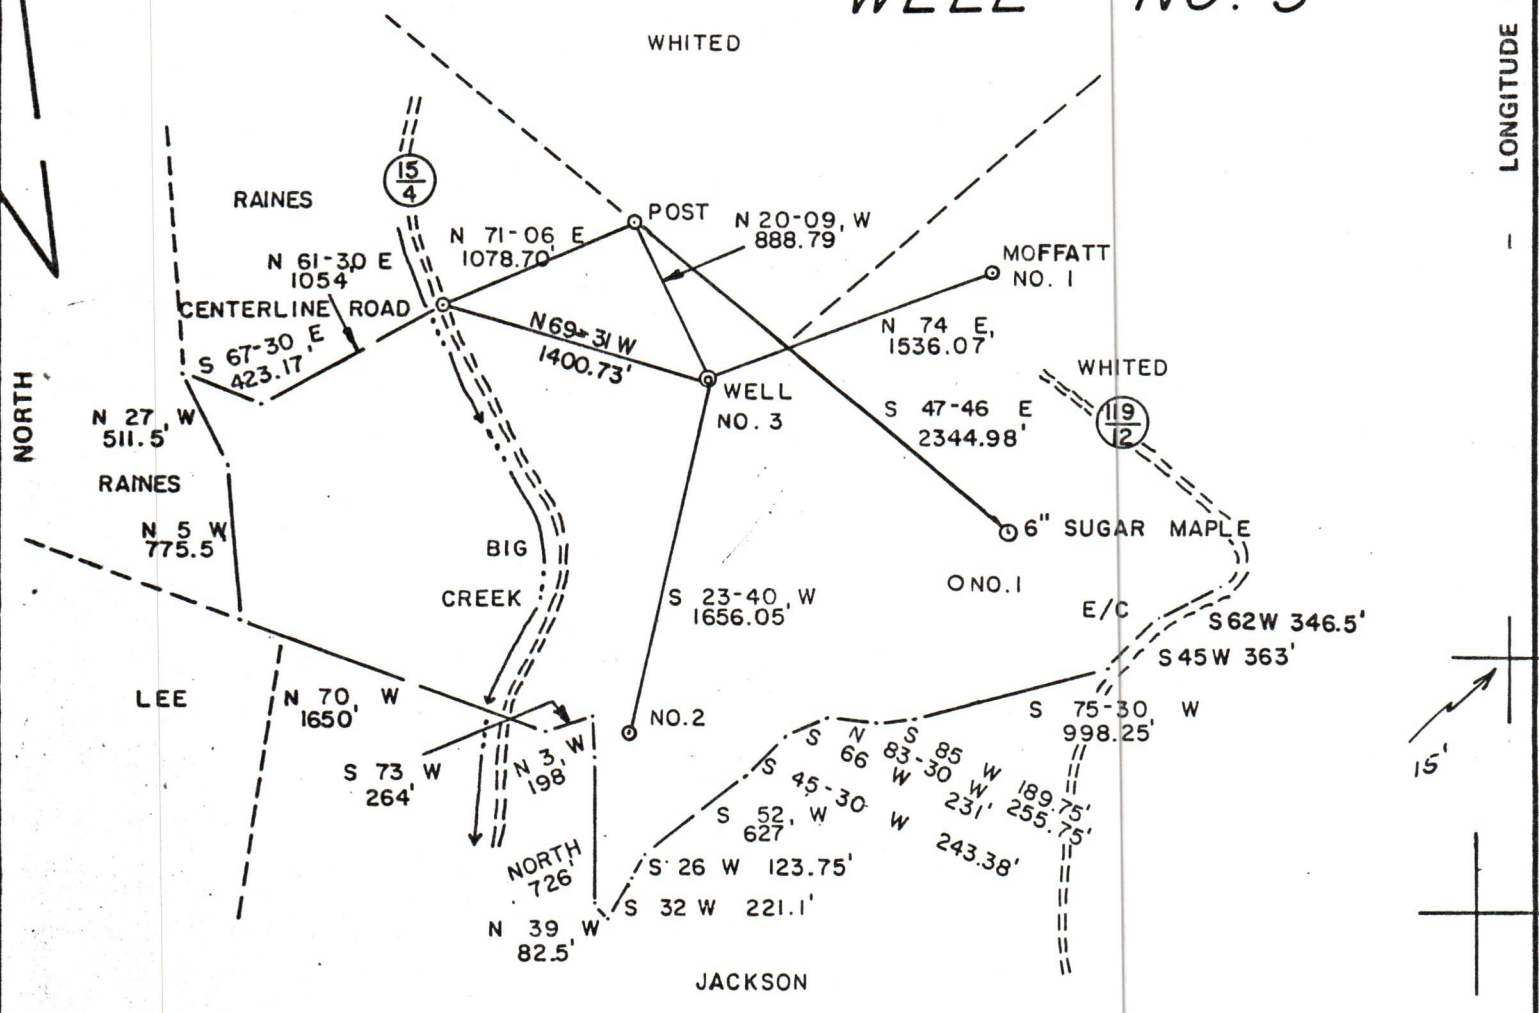 WELL NO. 3
WHITED
LONGITUDE
RAINES
15
4
POST
N 71-06 E
1078.70'
N 20-09' W
888.79'
MOFFATT
NO. 1
N 61-30 E
1054'
CENTERLINE ROAD
N 69-31 W
1400.73'
N 74 E
1536.07'
S 67-30 E
423.17'
WHITED
119
12
WELL
NO. 3
S 47-46 E
2344.98'
NORTH
N 27 W
511.5'
RAINES
N 5 W
775.5'
BIG
CREEK
6" SUGAR MAPLE
NO. 1
S 23-40 W
1656.05'
E/C
S 62 W 346.5'
S 45 W 363'
LEE
N 70 W
1650'
NO. 2
S 75-30 W
998.25'
S 73 W
264'
N 3 W
198'
S 85 W 189.75'
N 83-30 W 255.75'
S 66 W 231'
S 45-30 W 243.38'
S 52 W
627'
15'
NORTH
726'
S 26 W 123.75'
S 32 W 221.1'
N 39 W
82.5'
JACKSON